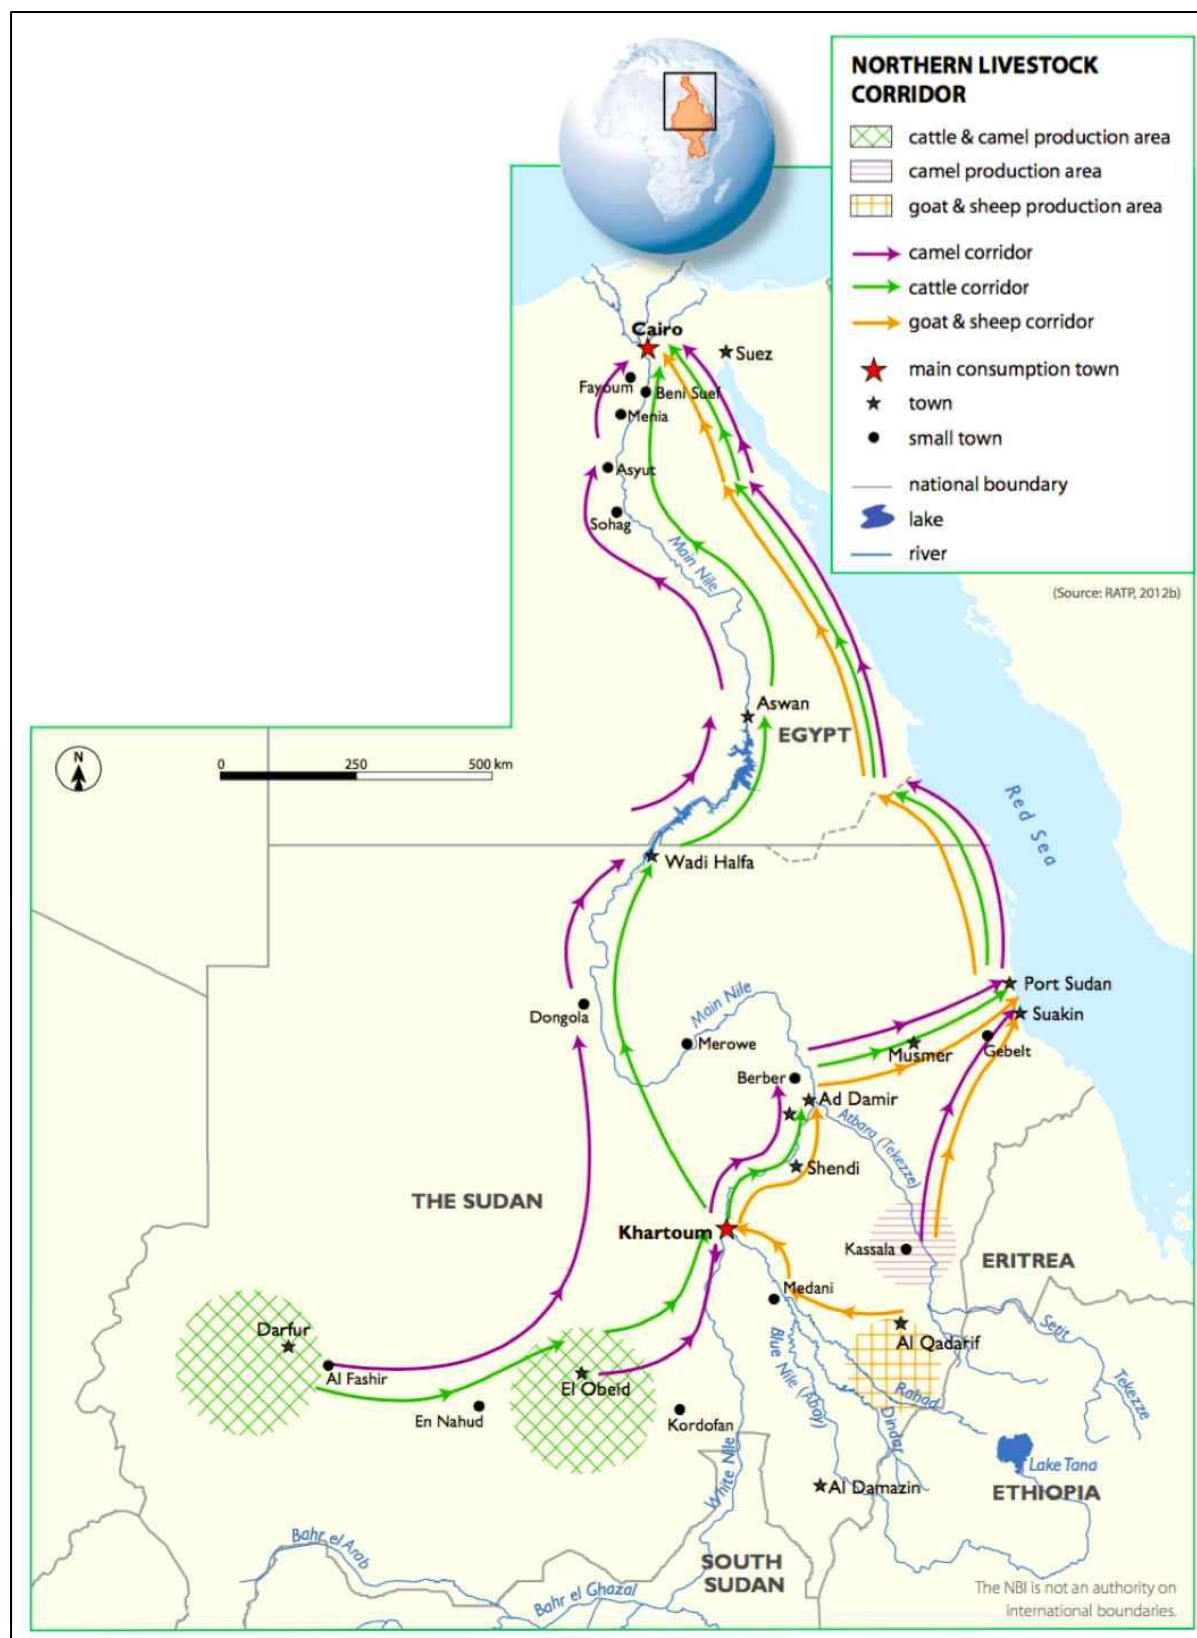 NORTHERN LIVESTOCK
CORRIDOR
cattle & camel production area
camel production area
goat & sheep production area
camel corridor
cattle corridor
goat & sheep corridor
main consumption town
town
small town
national boundary
lake
river
(Source: RATP, 2012b)
Cairo
Suez
Fayoum
Beni Suef
Menia
Asyut
Sohag
Main Nile
Aswan
EGYPT
N
0 250 500 km
Red Sea
Wadi Halfa
Port Sudan
Dongola
Main Nile
Suakin
Merowe
Musmer
Gebelt
Berber
Ad Damir
Atbara (Tekezze)
Shendi
THE SUDAN
Khartoum
Kassala
ERITREA
Medani
Setit
Darfur
Al Qadarif
Al Fashir
El Obeid
Blue Nile (Abay)
Rahad
Tekezze
En Nahud
Kordofan
Dindar
White Nile
Lake Tana
Al Damazin
ETHIOPIA
Bahr el Arab
SOUTH
SUDAN
Bahr el Ghazal
The NBI is not an authority on
international boundaries.